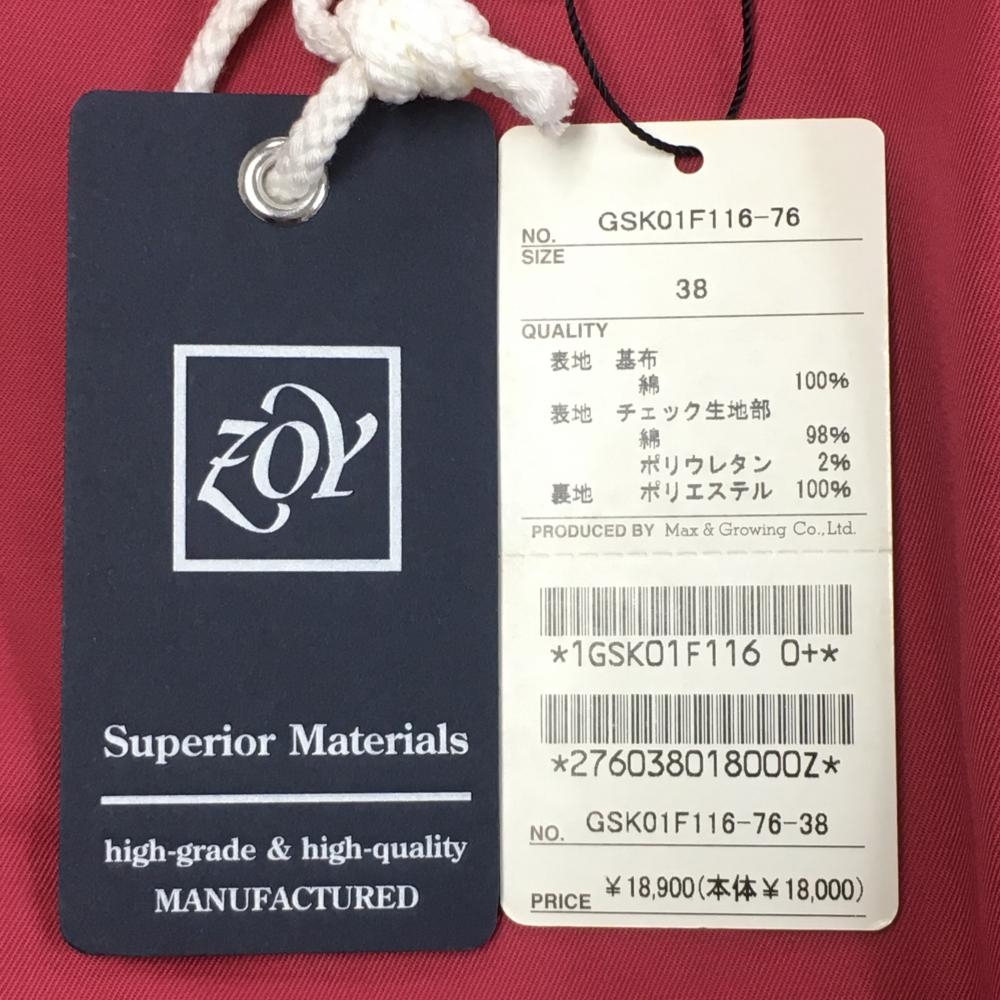 ZOY
Superior Materials
high-grade & high-quality
MANUFACTURED
NO. GSK01F116-76
SIZE
38
QUALITY
表地 基布
綿 100%
表地 チェック生地部
綿 98%
ポリウレタン 2%
裏地 ポリエステル 100%
PRODUCED BY Max & Growing Co.,Ltd.
*1GSK01F116 0+*
*276038018000Z*
NO. GSK01F116-76-38
PRICE ¥18,900(本体¥18,000)